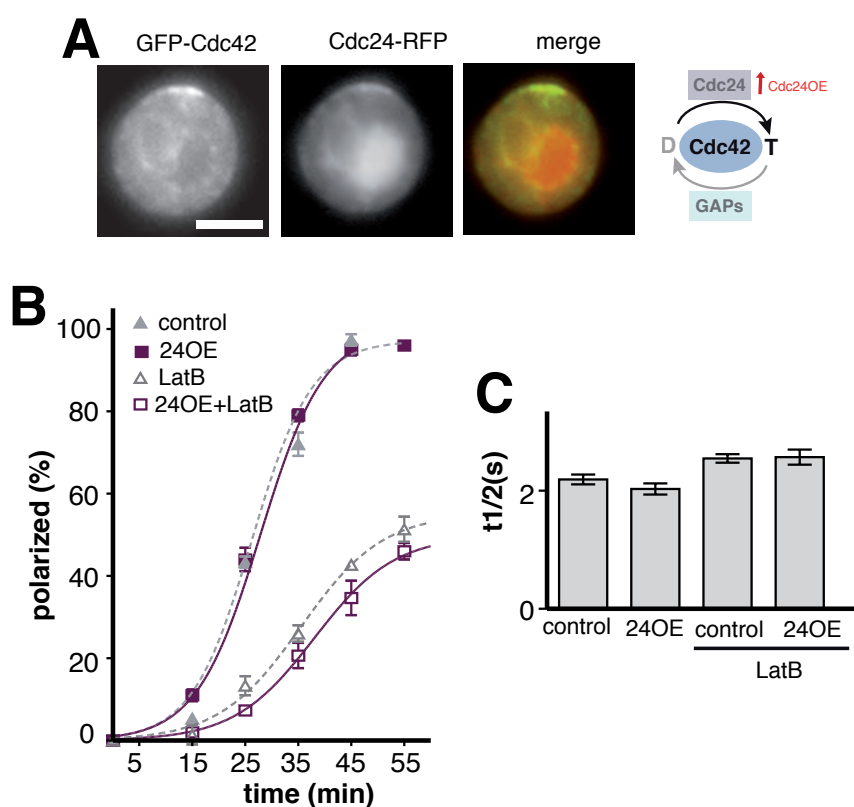 A
GFP-Cdc42
Cdc24-RFP
merge
Cdc24
Cdc24OE
D
Cdc42
T
GAPs
B
control
24OE
LatB
24OE+LatB
100
80
60
40
20
0
polarized (%)
5 15 25 35 45 55
time (min)
C
t1/2(s)
2
0
control 24OE control 24OE
LatB